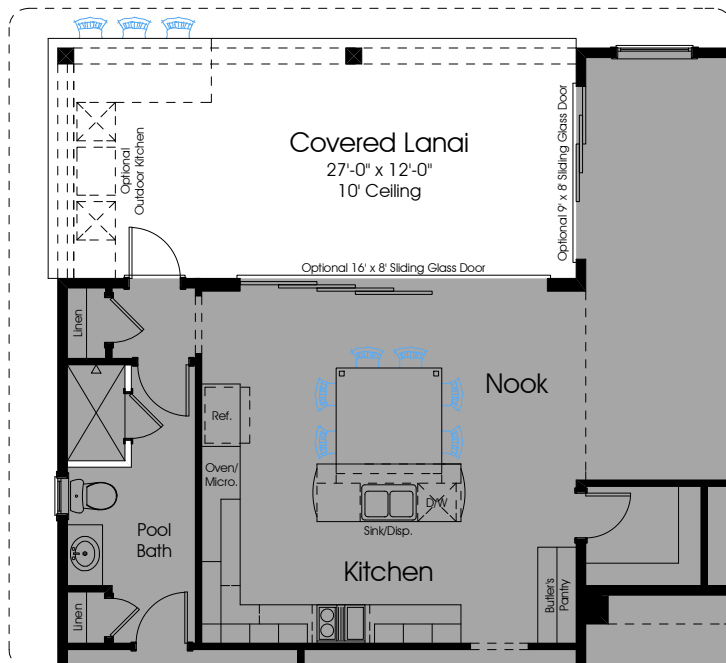 Covered Lanai
27'-0" x 12'-0"
10' Ceiling
Optional
Outdoor Kitchen
Optional 9' x 8' Sliding Glass Door
Optional 16' x 8' Sliding Glass Door
Linen
Nook
Ref.
Oven/
Micro.
D/W
Sink/Disp.
Pool
Bath
Kitchen
Butler's
Pantry
Linen